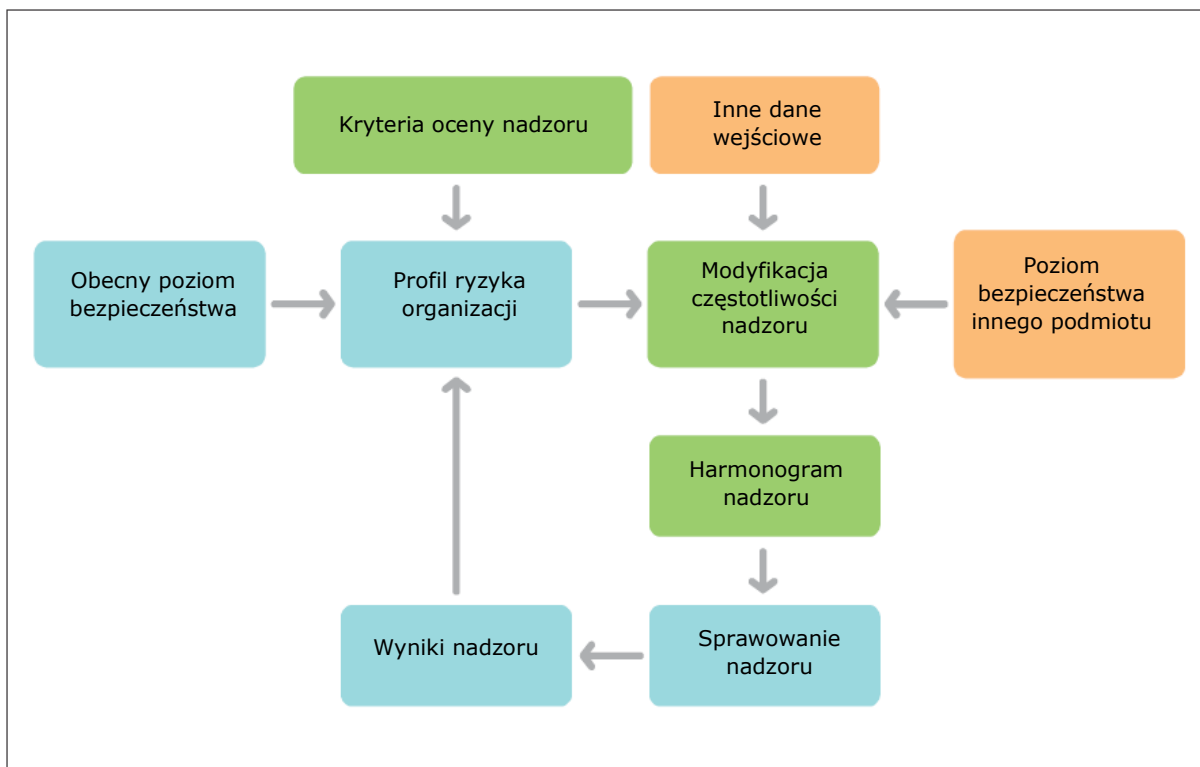 Kryteria oceny nadzoru
Inne dane
wejściowe
Obecny poziom
bezpieczeństwa
Profil ryzyka
organizacji
Modyfikacja
częstotliwości
nadzoru
Poziom
bezpieczeństwa
innego podmiotu
Harmonogram
nadzoru
Wyniki nadzoru
Sprawowanie
nadzoru